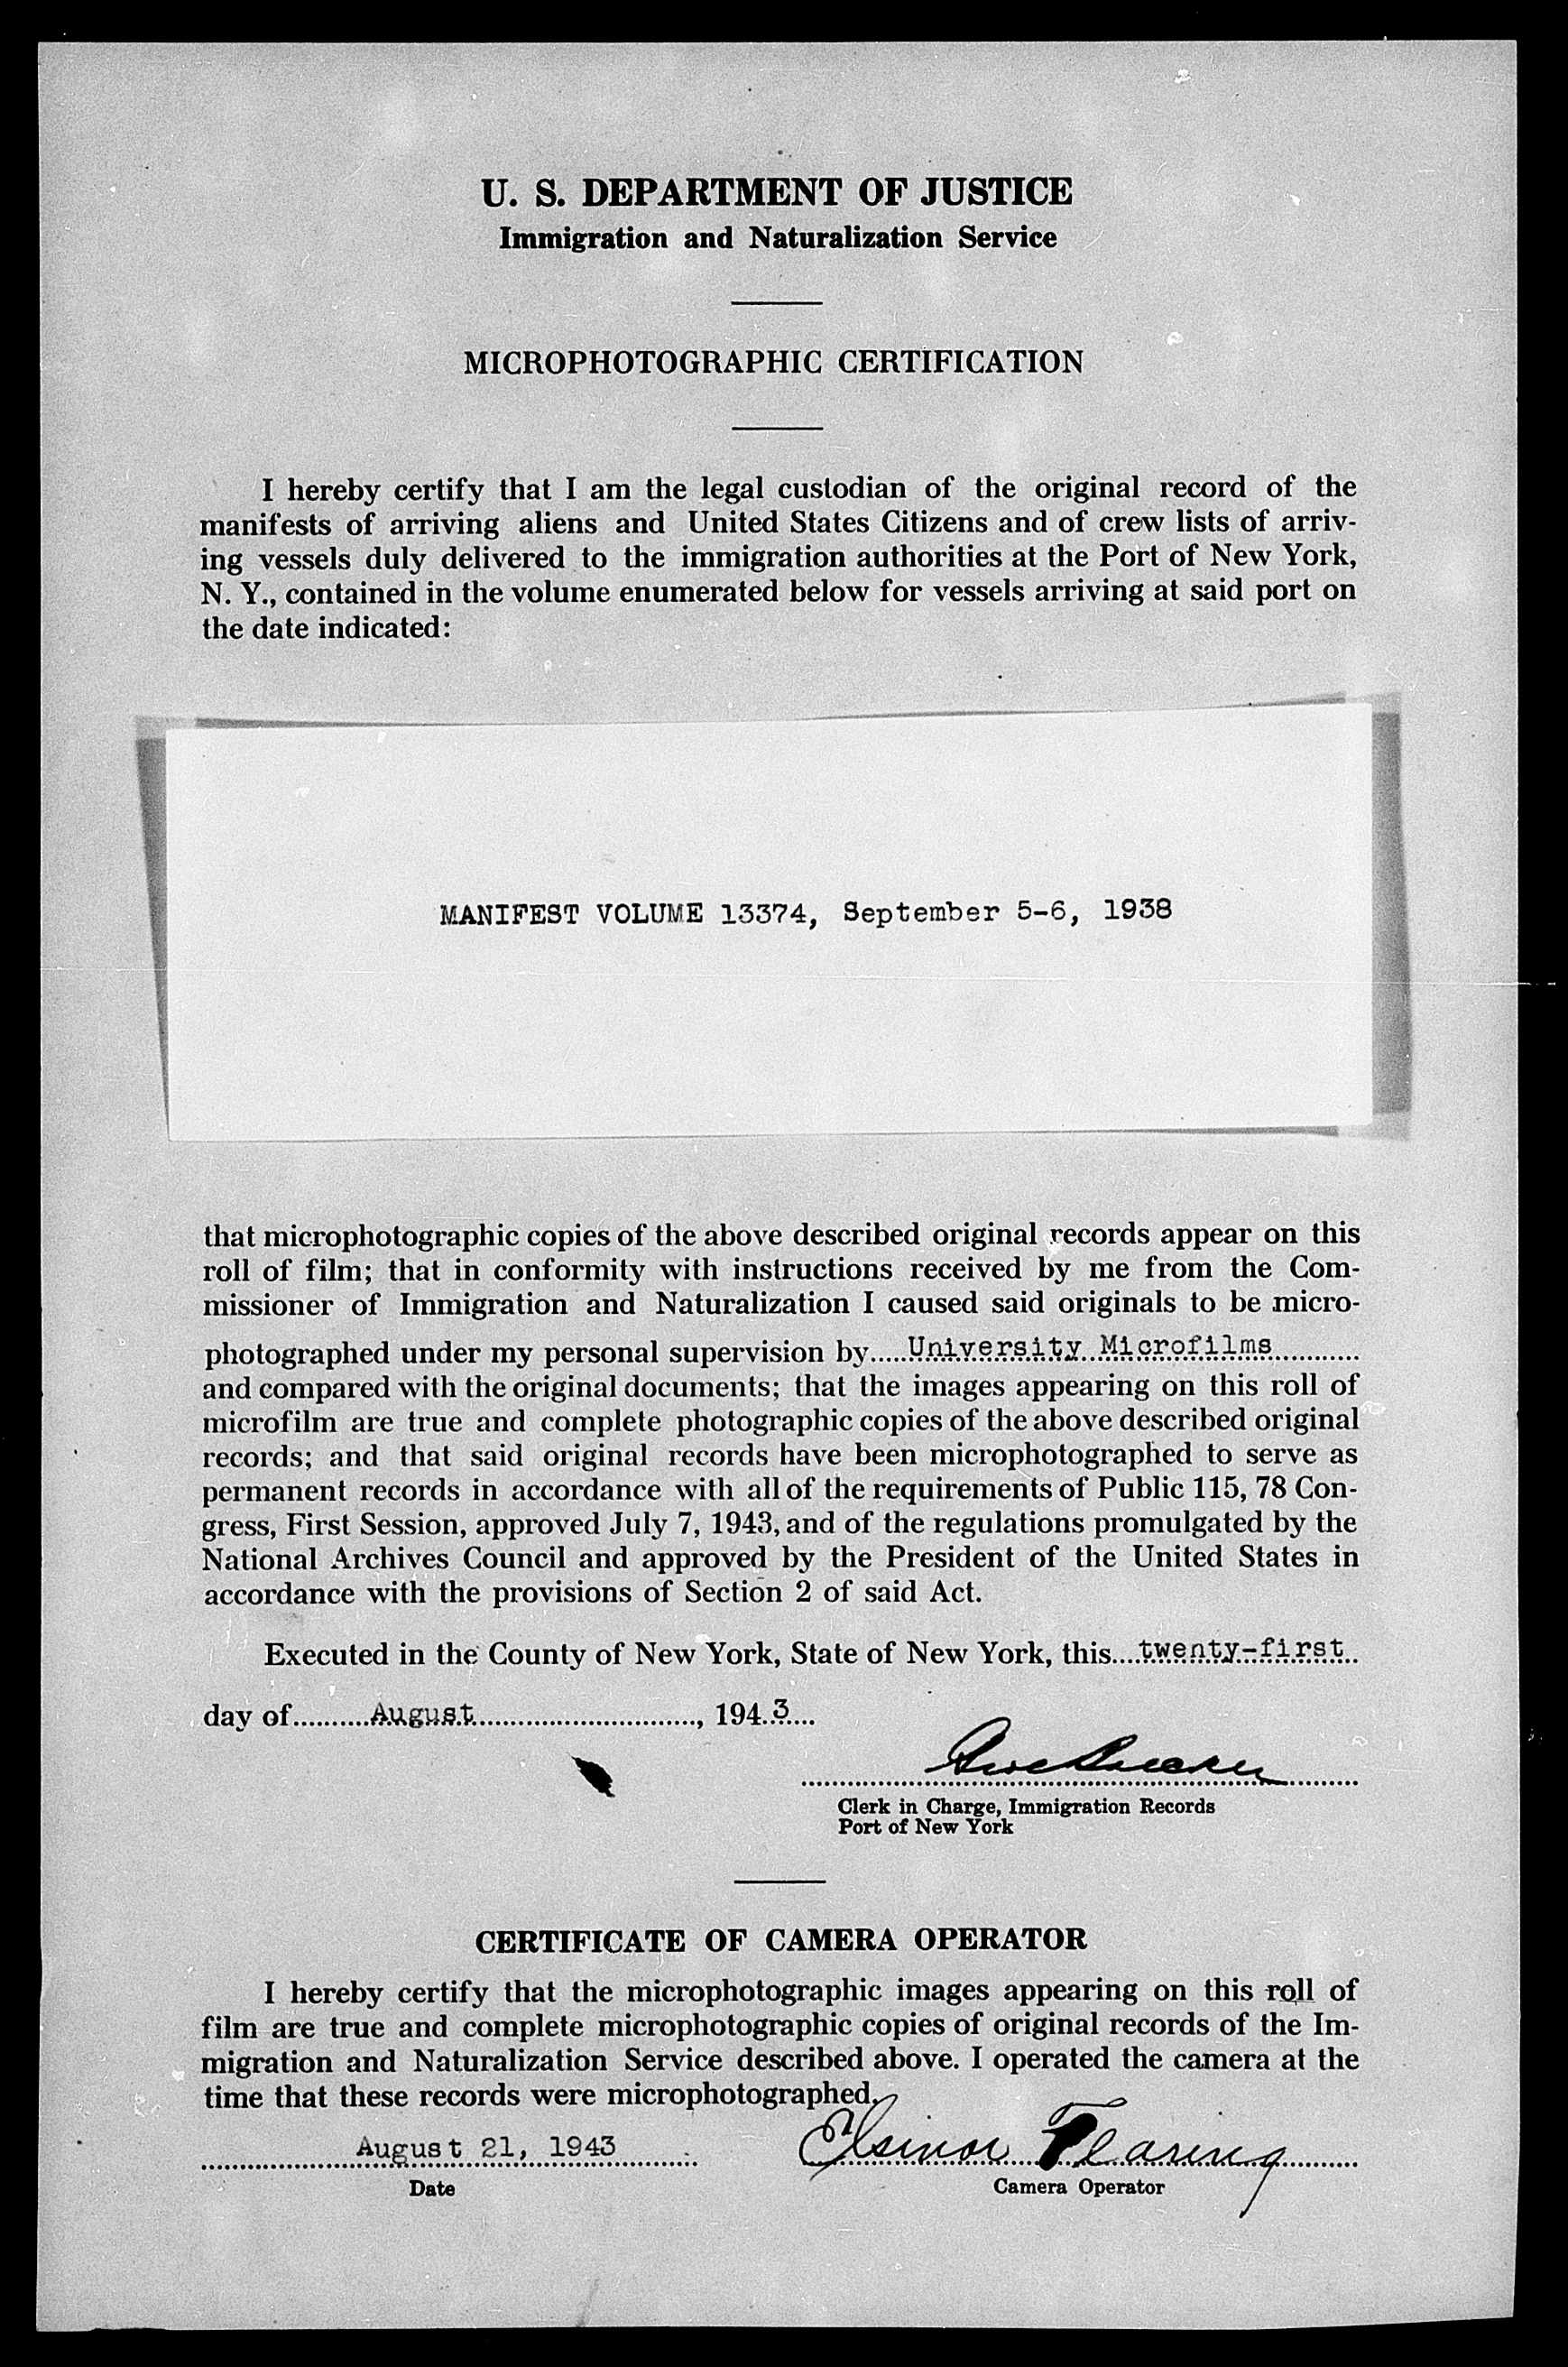 U. S. DEPARTMENT OF JUSTICE
Immigration and Naturalization Service
MICROPHOTOGRAPHIC CERTIFICATION
I hereby certify that I am the legal custodian of the original record of the
manifests of arriving aliens and United States Citizens and of crew lists of arriv-
ing vessels duly delivered to the immigration authorities at the Port of New York,
N. Y., contained in the volume enumerated below for vessels arriving at said port on
the date indicated:
MANIFEST VOLUME 13374, September 5-6, 1938
that microphotographic copies of the above described original records appear on this
roll of film; that in conformity with instructions received by me from the Com-
missioner of Immigration and Naturalization I caused said originals to be micro-
photographed under my personal supervision by.....University Microfilms...........
and compared with the original documents; that the images appearing on this roll of
microfilm are true and complete photographic copies of the above described original
records; and that said original records have been microphotographed to serve as
permanent records in accordance with all of the requirements of Public 115, 78 Con-
gress, First Session, approved July 7, 1943, and of the regulations promulgated by the
National Archives Council and approved by the President of the United States in
accordance with the provisions of Section 2 of said Act.
Executed in the County of New York, State of New York, this....twenty-first..
day of..........August............................, 194..3....
Clerk in Charge, Immigration Records
Port of New York
CERTIFICATE OF CAMERA OPERATOR
I hereby certify that the microphotographic images appearing on this roll of
film are true and complete microphotographic copies of original records of the Im-
migration and Naturalization Service described above. I operated the camera at the
time that these records were microphotographed.
August 21, 1943
Date
Camera Operator